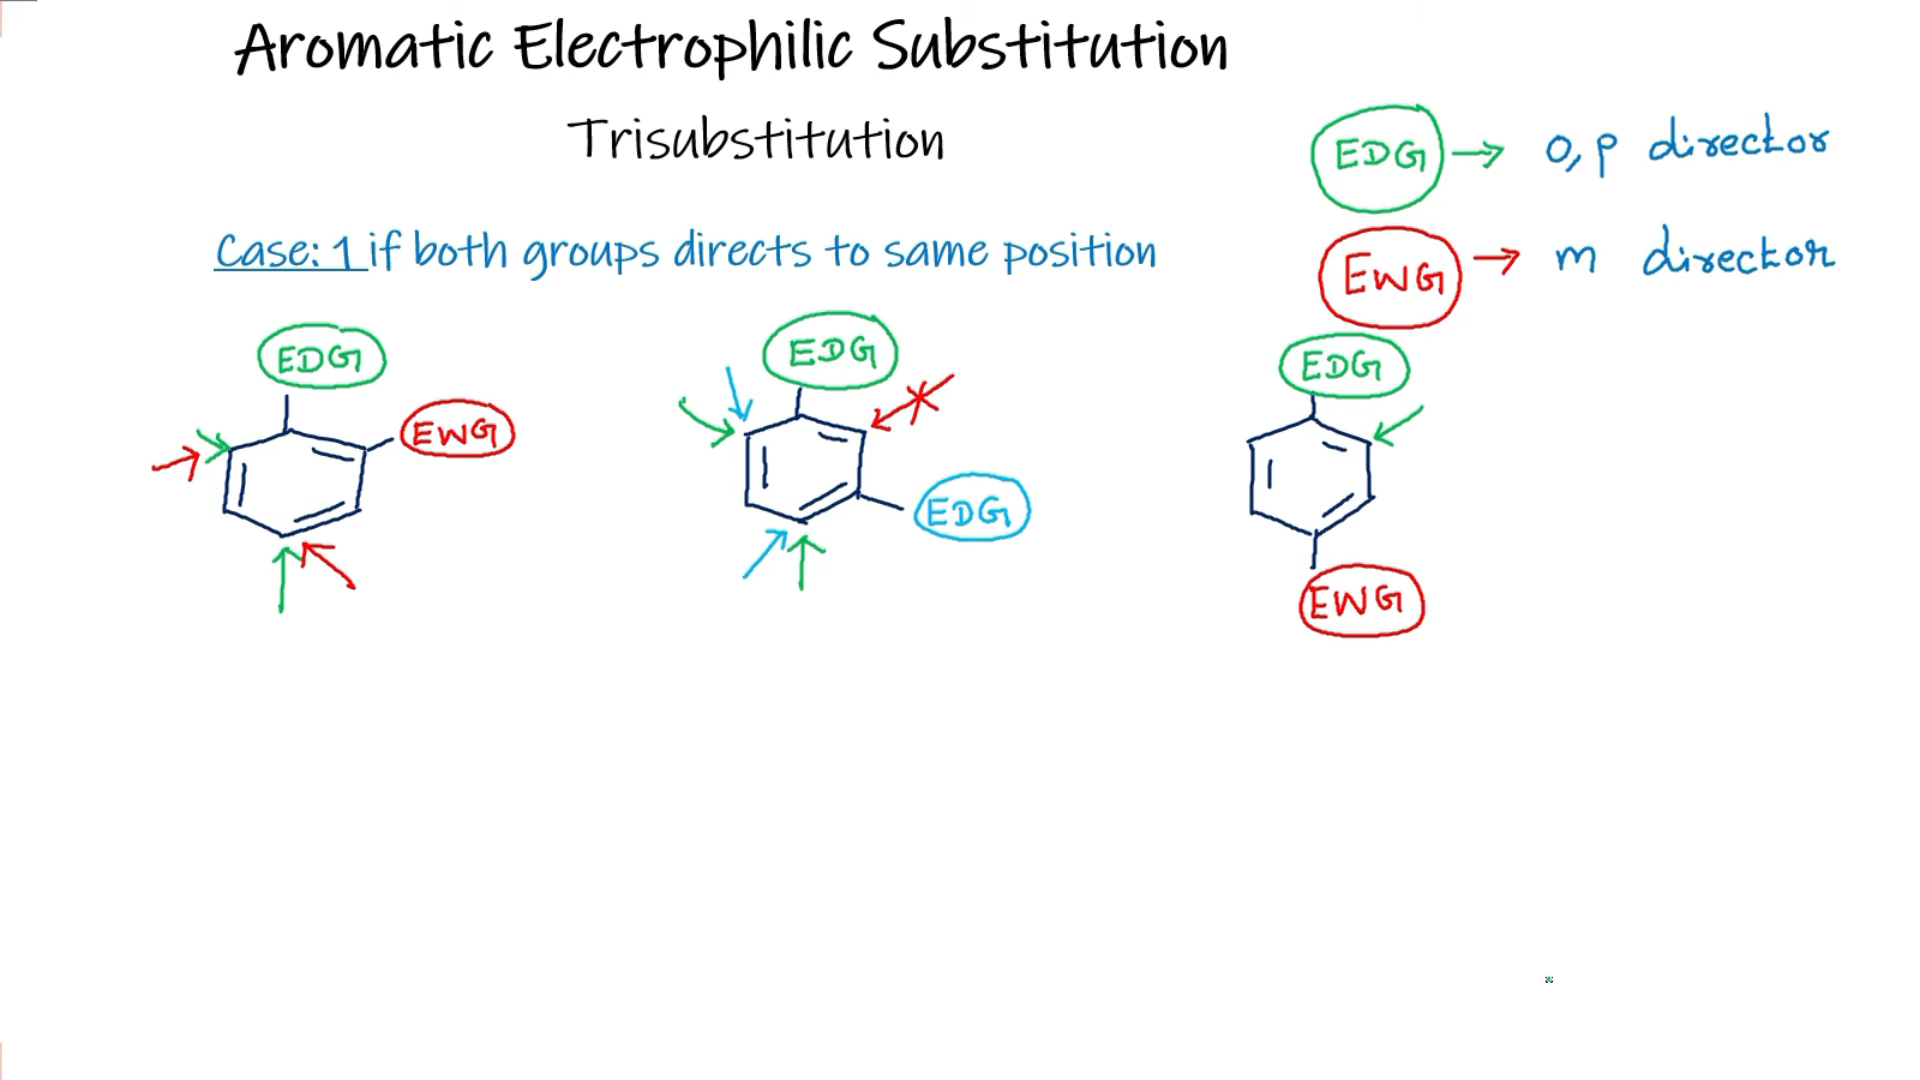 Aromatic Electrophilic Substitution
Trisubstitution
EDG → o, p director
EWG → m director
Case: 1 if both groups directs to same position
EDG
EWG
EDG
EDG
EDG
EWG